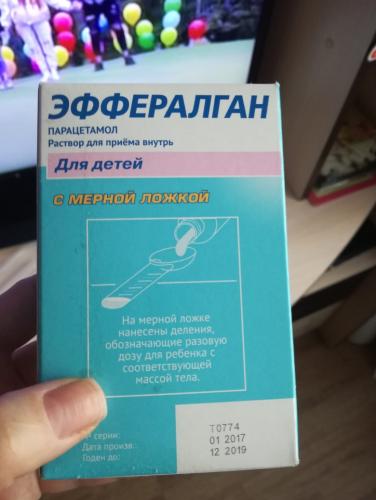 ЭФФЕРАЛГАН
ПАРАЦЕТАМОЛ
Раствор для приёма внутрь
Для детей
С МЕРНОЙ ЛОЖКОЙ
На мерной ложке
нанесены деления,
обозначающие разовую
дозу для ребенка с
соответствующей
массой тела.
серии: T0774
Дата произв.: 01 2017
Годен до: 12 2019